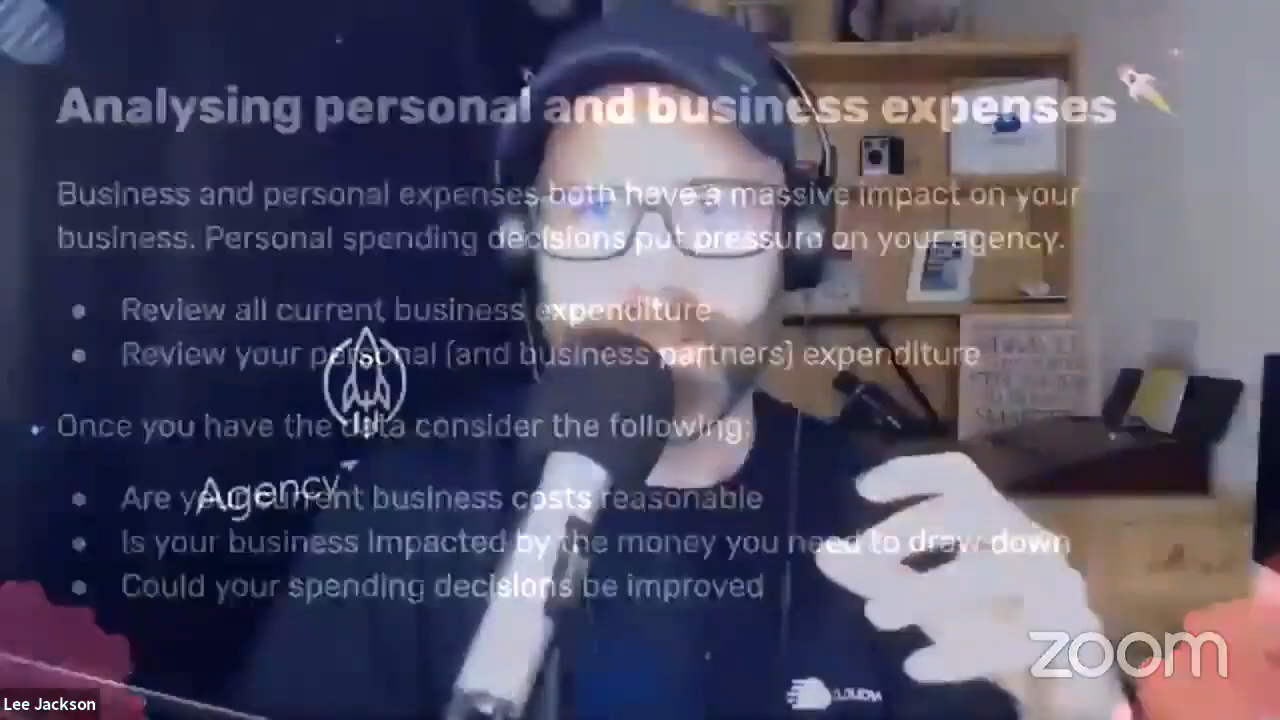 Analysing personal and business expenses
Business and personal expenses both have a massive impact on your
business. Personal spending decisions put pressure on your agency.
Review all current business expenditure
Review your personal (and business partners) expenditure
Once you have the data consider the following:
Agency
Are your current business costs reasonable
Is your business impacted by the money you need to draw down
Could your spending decisions be improved
zoom
Lee Jackson